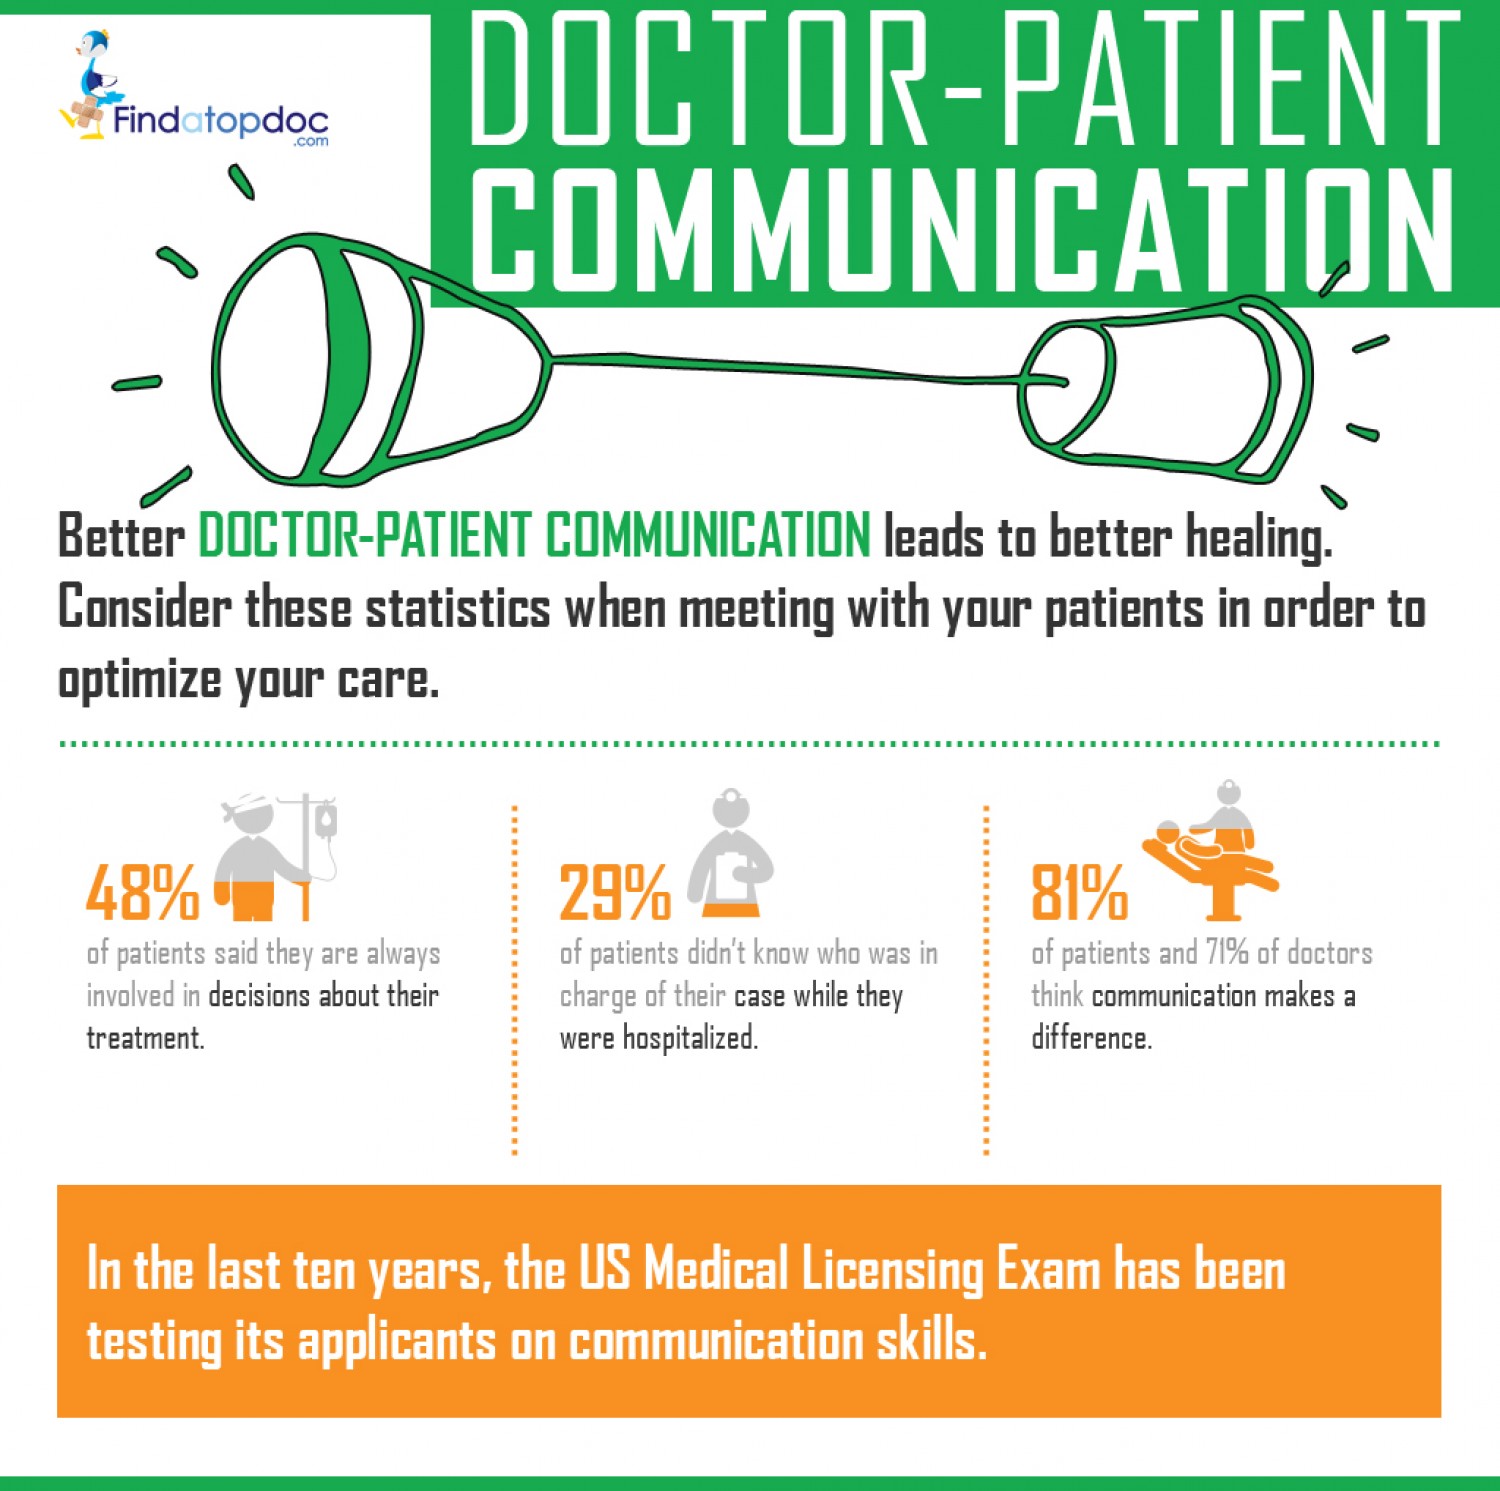 Findatopdoc
.com
DOCTOR-PATIENT
COMMUNICATION
Better DOCTOR-PATIENT COMMUNICATION leads to better healing.
Consider these statistics when meeting with your patients in order to
optimize your care.
48%
of patients said they are always
involved in decisions about their
treatment.
29%
of patients didn't know who was in
charge of their case while they
were hospitalized.
81%
of patients and 71% of doctors
think communication makes a
difference.
In the last ten years, the US Medical Licensing Exam has been
testing its applicants on communication skills.